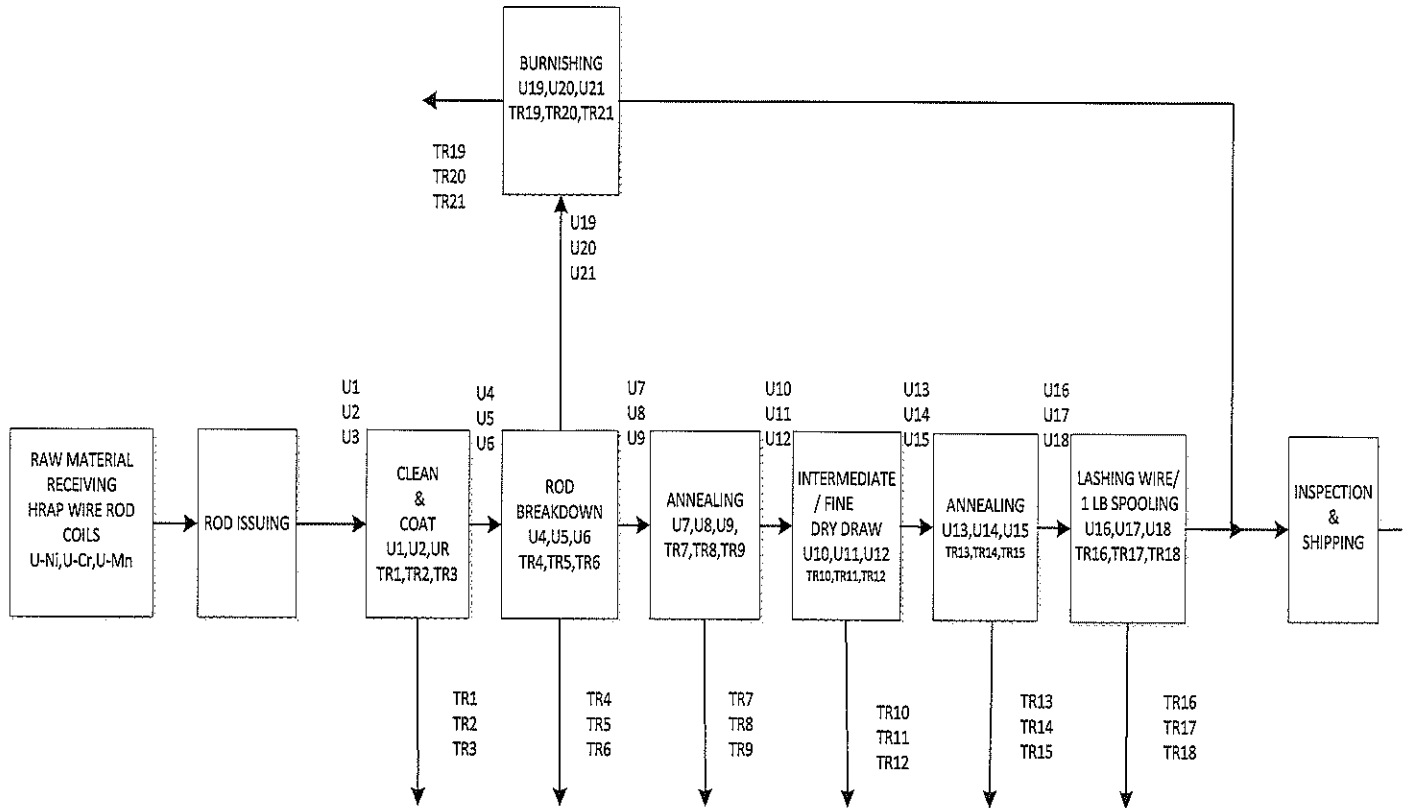 BURNISHING
U19,U20,U21
TR19,TR20,TR21
TR19
TR20
TR21
U19
U20
U21
U1
U2
U3
U4
U5
U6
U7
U8
U9
U10
U11
U12
U13
U14
U15
U16
U17
U18
RAW MATERIAL
RECEIVING
HRAP WIRE ROD
COILS
U-Ni,U-Cr,U-Mn
ROD ISSUING
CLEAN
&
COAT
U1,U2,UR
TR1,TR2,TR3
ROD
BREAKDOWN
U4,U5,U6
TR4,TR5,TR6
ANNEALING
U7,U8,U9,
TR7,TR8,TR9
INTERMEDIATE
/ FINE
DRY DRAW
U10,U11,U12
TR10,TR11,TR12
ANNEALING
U13,U14,U15
TR13,TR14,TR15
LASHING WIRE/
1 LB SPOOLING
U16,U17,U18
TR16,TR17,TR18
INSPECTION
&
SHIPPING
TR1
TR2
TR3
TR4
TR5
TR6
TR7
TR8
TR9
TR10
TR11
TR12
TR13
TR14
TR15
TR16
TR17
TR18